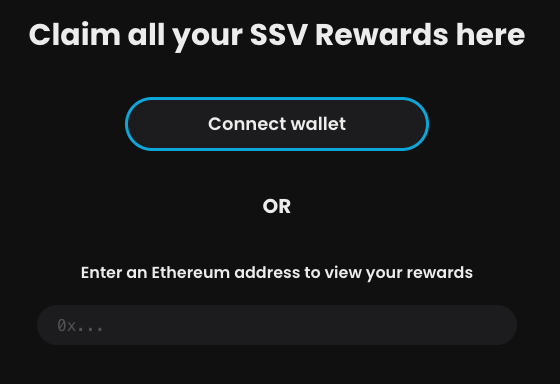 Claim all your SSV Rewards here
Connect wallet
OR
Enter an Ethereum address to view your rewards
0x...